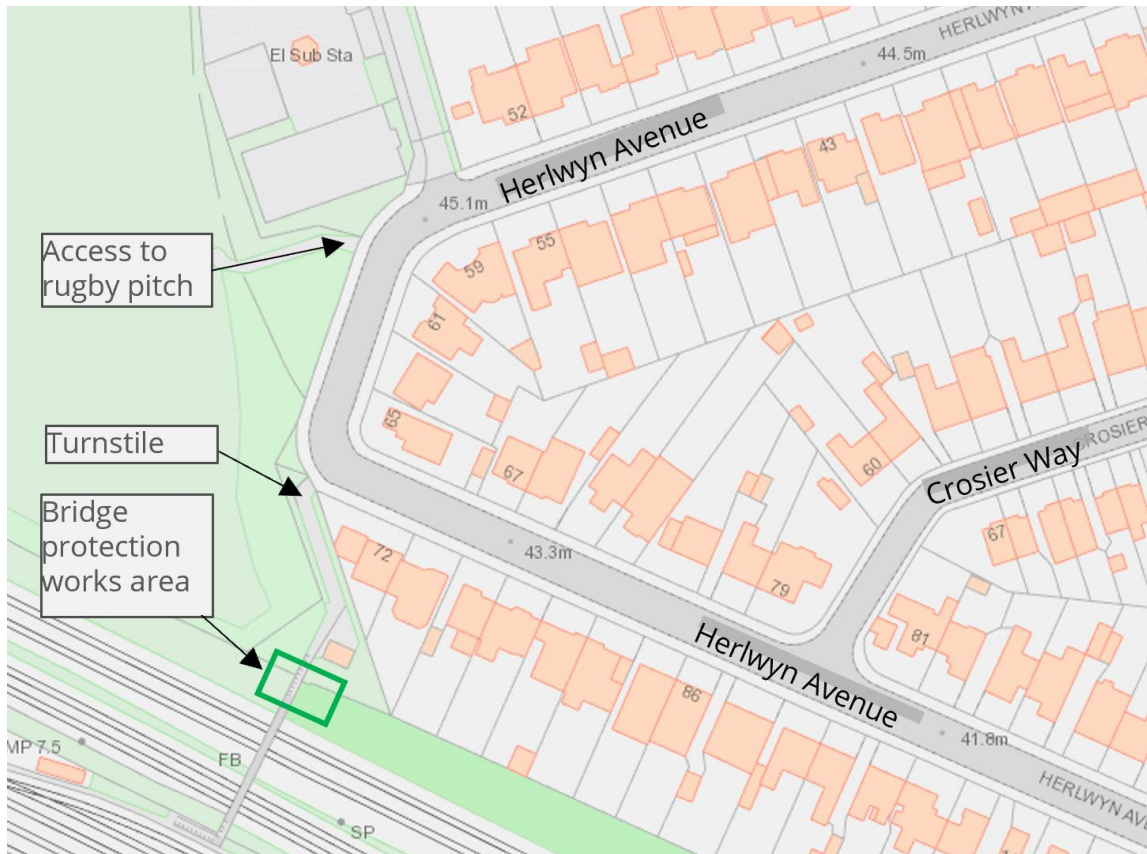 HERLWYN
El Sub Sta
44.5m
52
Herlwyn Avenue
43
45.1m
Access to
rugby pitch
55
59
61
65
Turnstile
67
60
CROSIER
Crosier Way
67
Bridge
protection
works area
72
43.3m
79
81
Herlwyn Avenue
86
41.8m
MP 7.5
FB
HERLWYN AVE
SP